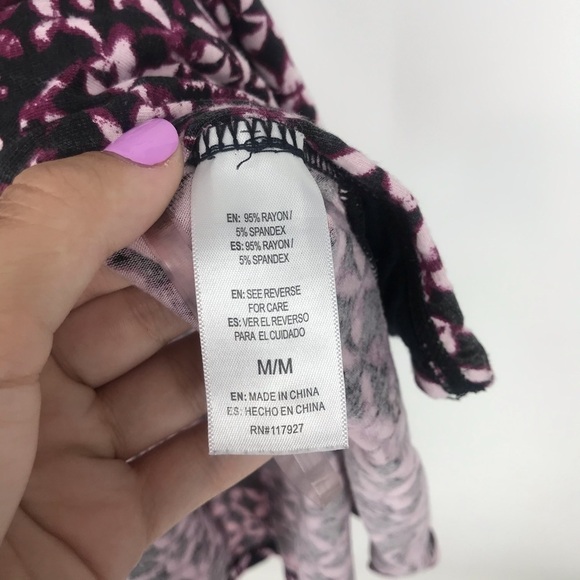 EN: 95% RAYON/
5% SPANDEX
ES: 95% RAYON/
5% SPANDEX
EN: SEE REVERSE
FOR CARE
ES: VER EL REVERSO
PARA EL CUIDADO
M/M
EN: MADE IN CHINA
ES: HECHO EN CHINA
RN#117927